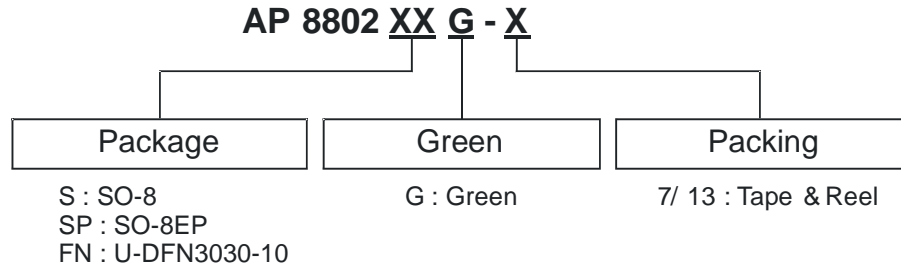 AP 8802 XX G - X
Package
Green
Packing
S : SO-8
G : Green
7/ 13 : Tape & Reel
SP : SO-8EP
FN : U-DFN3030-10